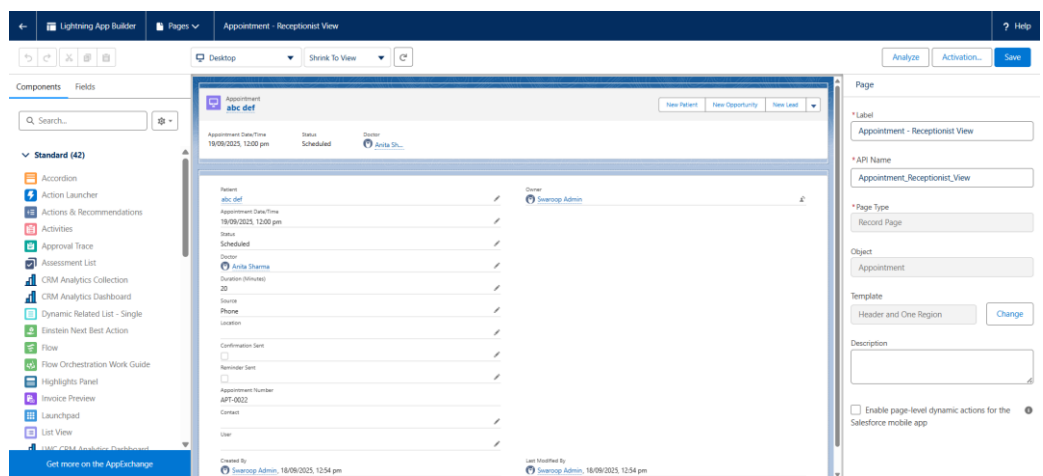 Lightning App Builder
Pages
Appointment - Receptionist View
? Help
Desktop
Shrink To View
Analyze
Activation...
Save
Components
Fields
Search...
Standard (42)
Accordion
Action Launcher
Actions & Recommendations
Activities
Approval Trace
Assessment List
CRM Analytics Collection
CRM Analytics Dashboard
Dynamic Related List - Single
Einstein Next Best Action
Flow
Flow Orchestration Work Guide
Highlights Panel
Invoice Preview
Launchpad
List View
LWC CRM Analytics Dashboard
Get more on the AppExchange
Appointment
abc def
New Patient
New Opportunity
New Lead
Appointment Date/Time
Status
Doctor
19/09/2025, 12:00 pm
Scheduled
Anita Sh...
Patient
abc def
Owner
Swaroop Admin
Appointment Date/Time
19/09/2025, 12:00 pm
Status
Scheduled
Doctor
Anita Sharma
Duration (Minutes)
20
Source
Phone
Location
Confirmation Sent
Reminder Sent
Appointment Number
APT-0022
Contact
User
Created By
Swaroop Admin, 18/09/2025, 12:54 pm
Last Modified By
Swaroop Admin, 18/09/2025, 12:54 pm
Page
*Label
Appointment - Receptionist View
*API Name
Appointment_Receptionist_View
*Page Type
Record Page
Object
Appointment
Template
Header and One Region
Change
Description
Enable page-level dynamic actions for the
Salesforce mobile app